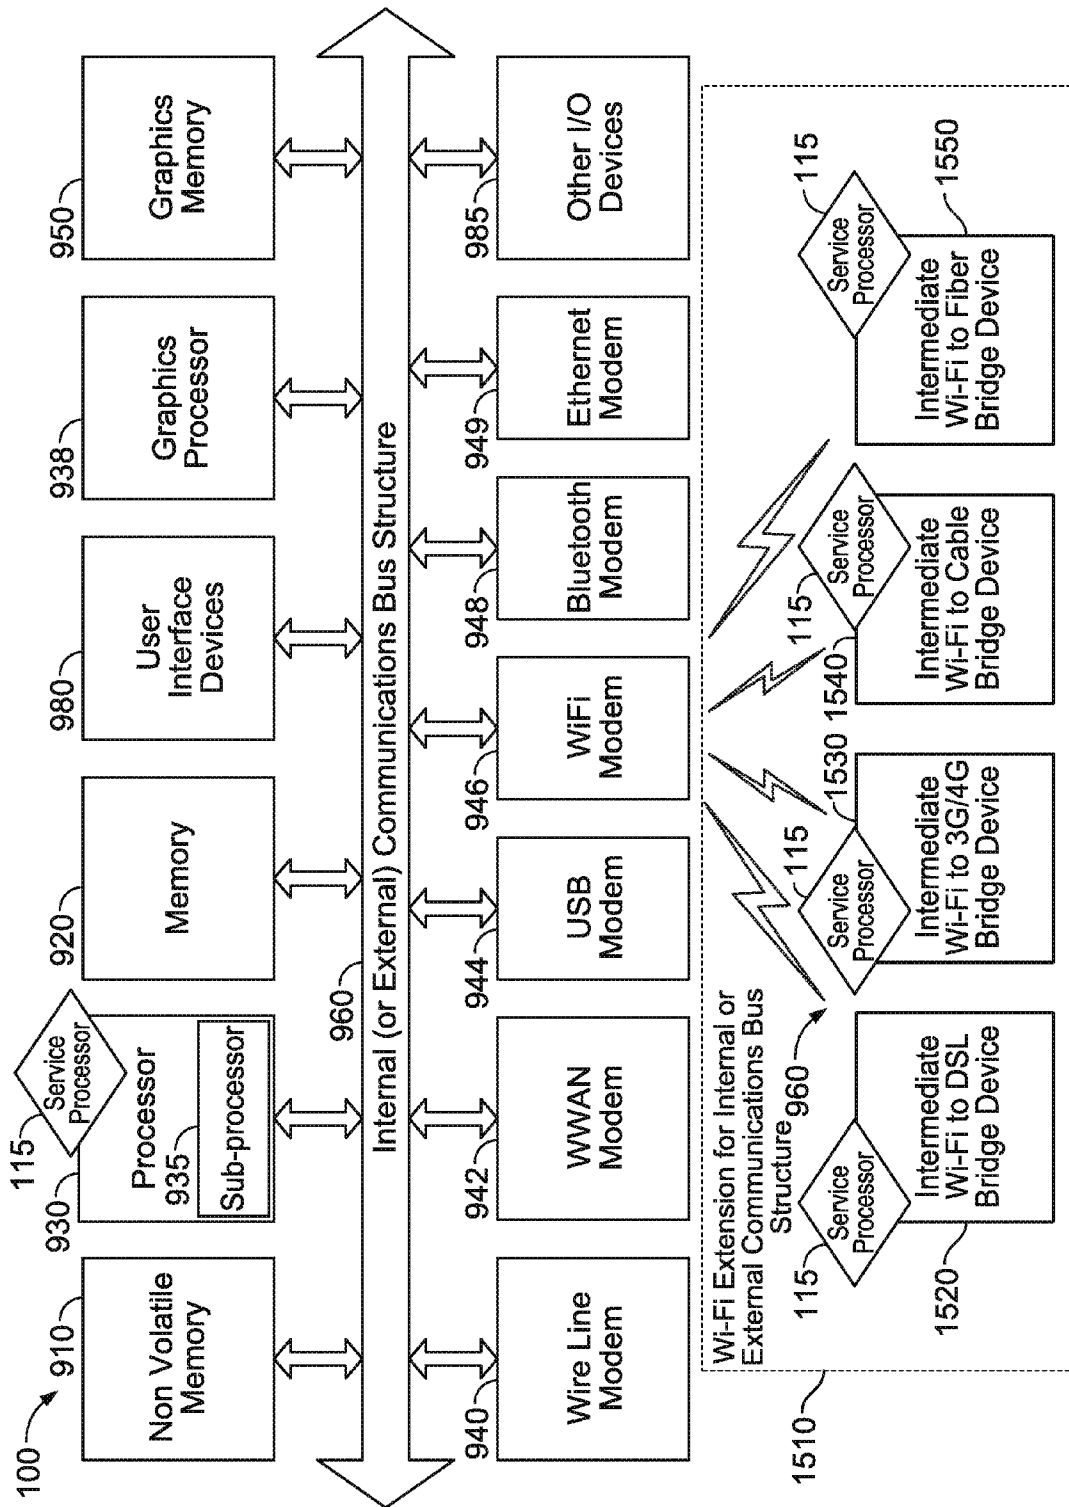 100
910
Non Volatile
Memory
930
115
Service
Processor
Processor
935
Sub-processor
920
Memory
980
User
Interface
Devices
938
Graphics
Processor
950
Graphics
Memory
960
Internal (or External) Communications Bus Structure
940
Wire Line
Modem
942
WWAN
Modem
944
USB
Modem
946
WiFi
Modem
948
Bluetooth
Modem
949
Ethernet
Modem
985
Other I/O
Devices
1510
Wi-Fi Extension for Internal or
External Communications Bus
Structure
960
115
Service
Processor
1520
Intermediate
Wi-Fi to DSL
Bridge Device
115
Service
Processor
1530
Intermediate
Wi-Fi to 3G/4G
Bridge Device
115
Service
Processor
1540
Intermediate
Wi-Fi to Cable
Bridge Device
115
Service
Processor
1550
Intermediate
Wi-Fi to Fiber
Bridge Device